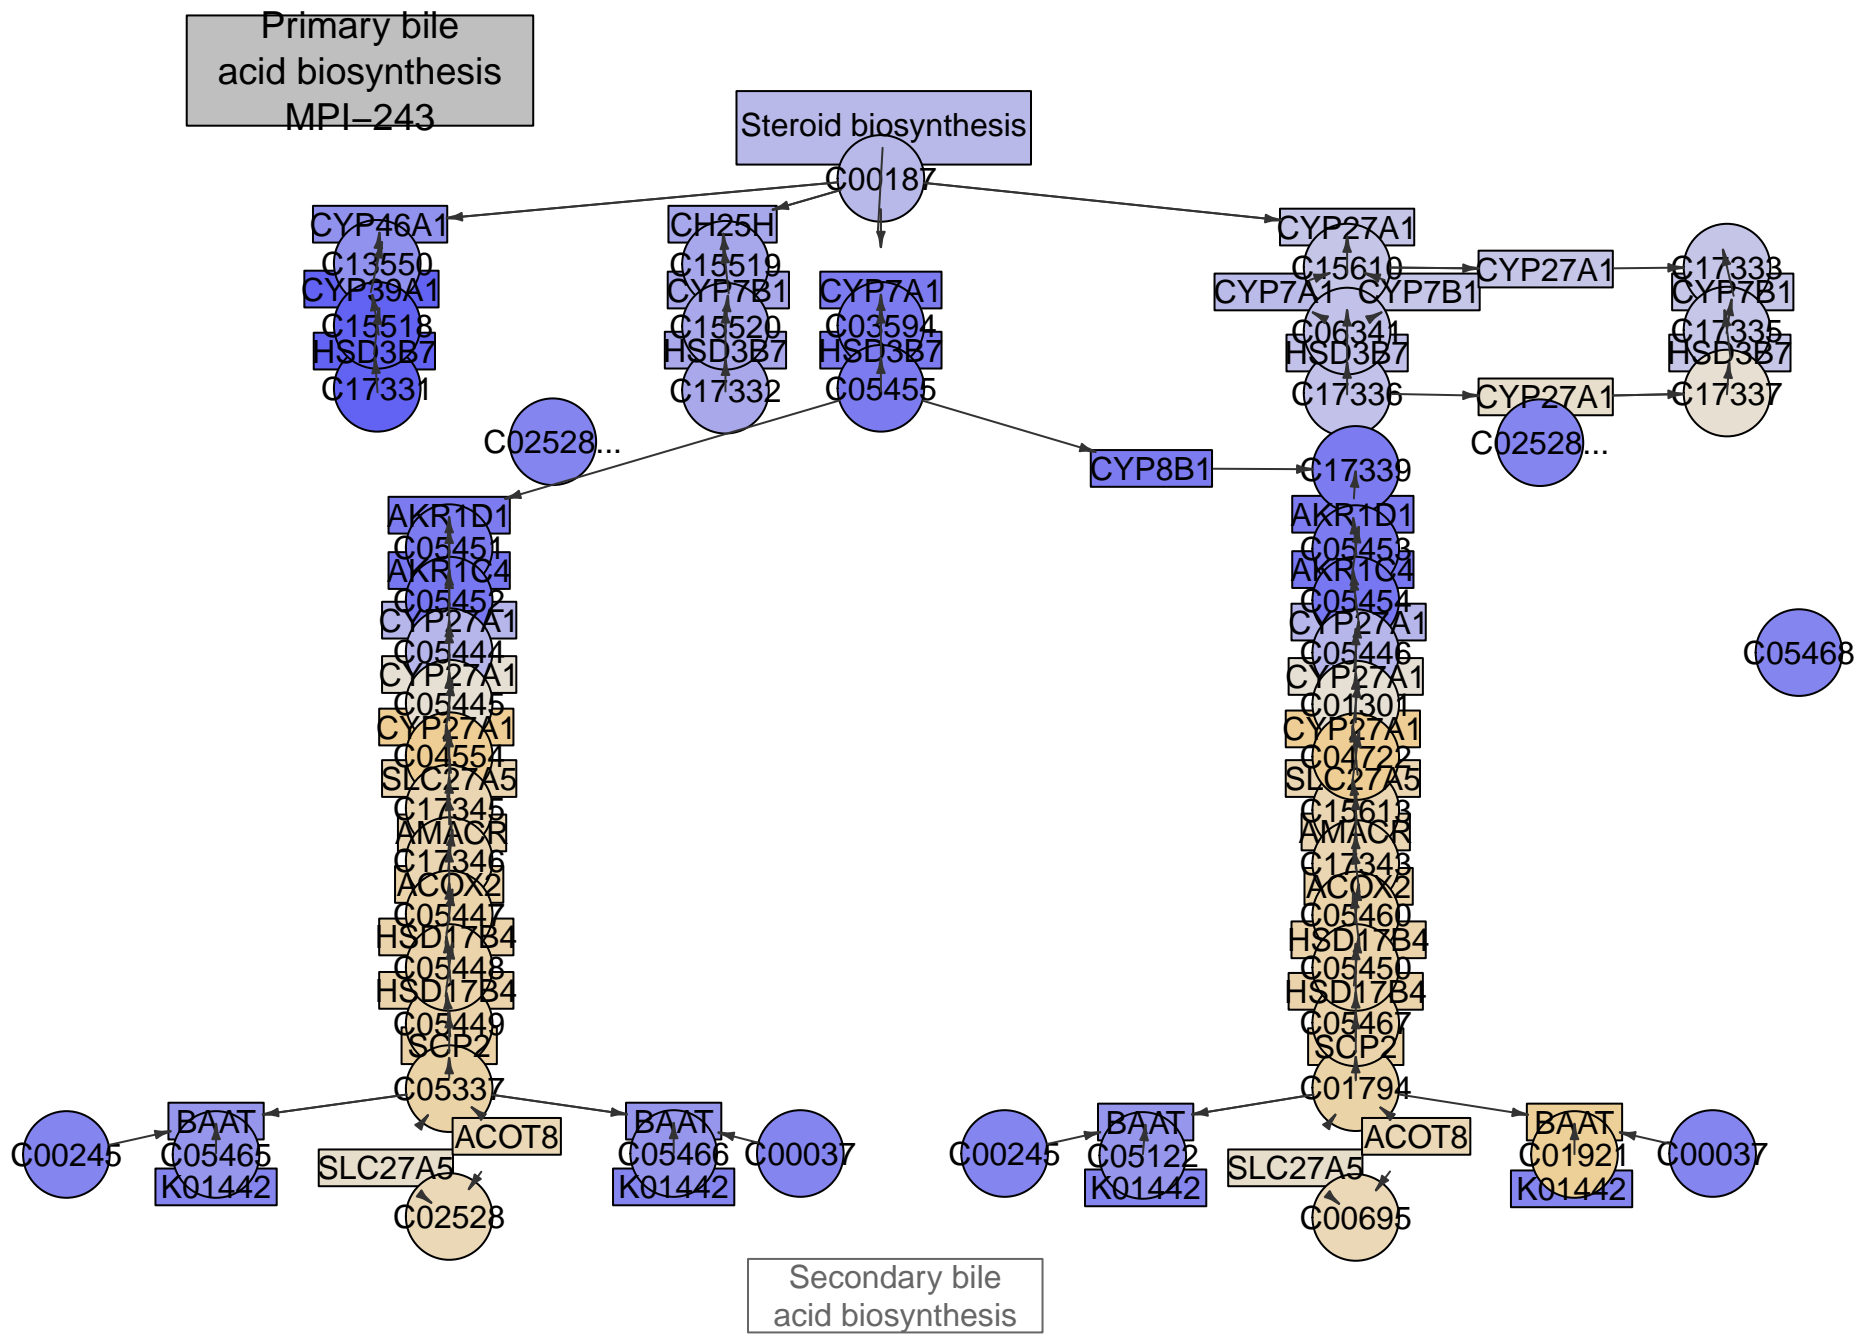 Primary bile
acid biosynthesis
MPI−243
Steroid biosynthesis
C00187
CYP46A1
C13550
CYP39A1
C15518
HSD3B7
C17331
CH25H
C15519
CYP7B1
C15520
HSD3B7
C17332
CYP7A1
C03594
HSD3B7
C05455
CYP27A1
C15610
CYP7A1
CYP7B1
C06341
HSD3B7
C17336
CYP27A1
C17333
CYP7B1
C17335
HSD3B7
C17337
CYP27A1
C02528...
C02528...
CYP8B1
C17339
AKR1D1
C05451
AKR1C4
C05452
CYP27A1
C05444
CYP27A1
C05445
CYP27A1
C04554
SLC27A5
C17345
AMACR
C17346
ACOX2
C05447
HSD17B4
C05448
HSD17B4
C05449
SCP2
C05337
AKR1D1
C05453
AKR1C4
C05454
CYP27A1
C05446
CYP27A1
C01301
CYP27A1
C04722
SLC27A5
C15613
AMACR
C17343
ACOX2
C05460
HSD17B4
C05450
HSD17B4
C05467
SCP2
C01794
C05468
C00245
BAAT
C05465
K01442
SLC27A5
ACOT8
C02528
BAAT
C05466
K01442
C00037
C00245
BAAT
C05122
K01442
SLC27A5
ACOT8
C00695
BAAT
C01921
K01442
C00037
Secondary bile
acid biosynthesis